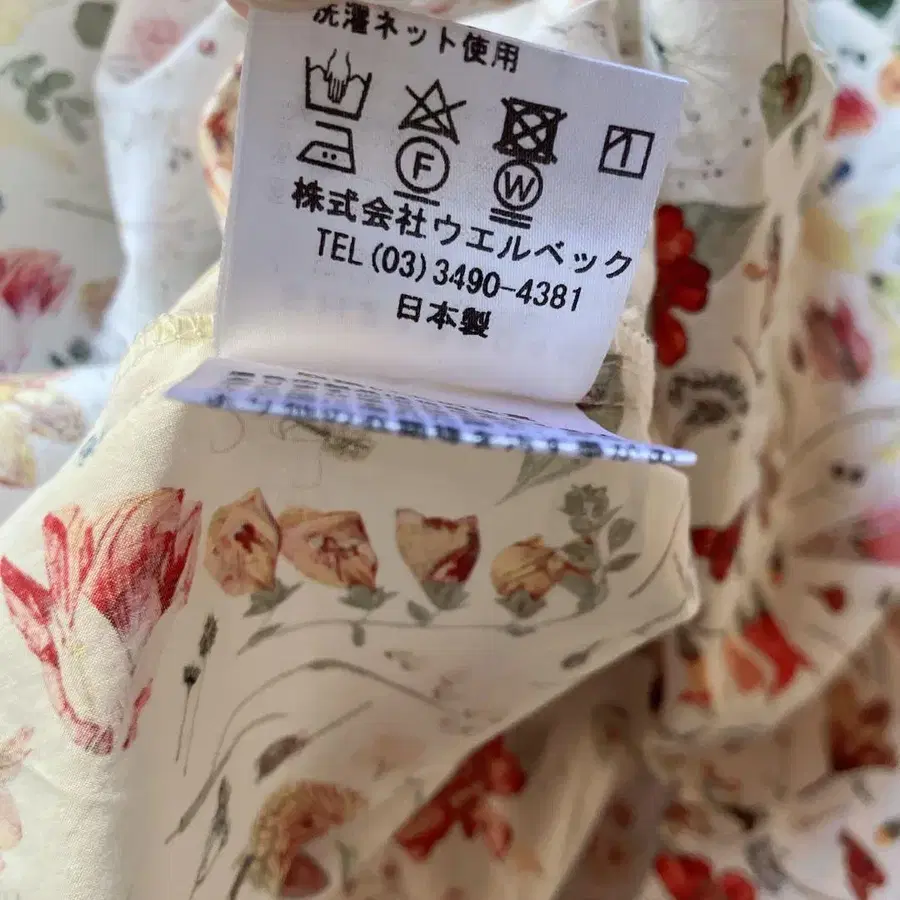 洗濯ネット使用
F
W
株式会社ウエルベック
TEL(03)3490-4381
日本製